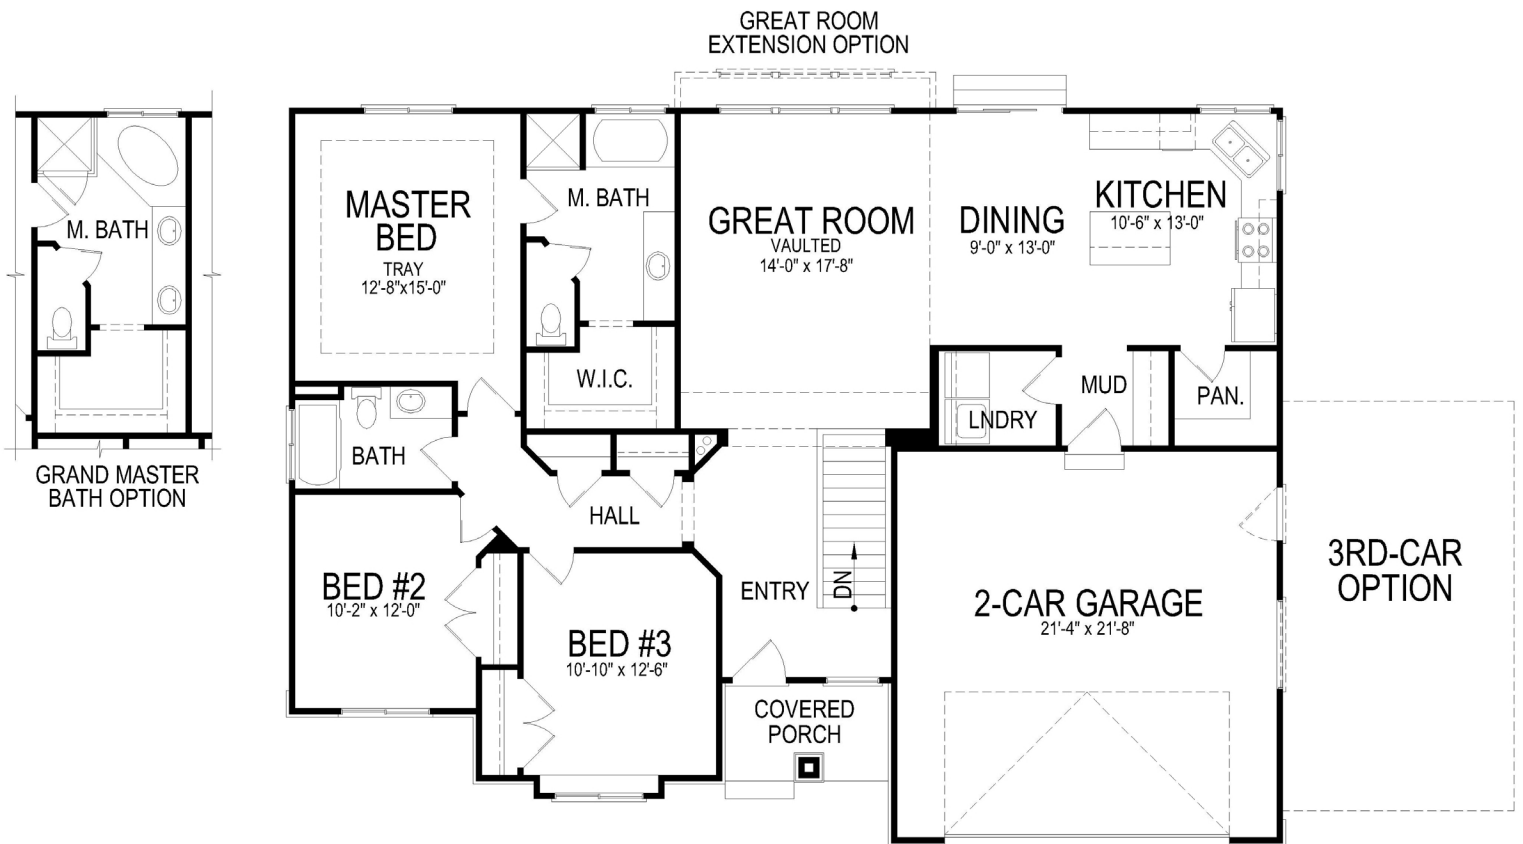 GREAT ROOM
EXTENSION OPTION
M. BATH
GRAND MASTER
BATH OPTION
MASTER
BED
TRAY
12'-8"x15'-0"
M. BATH
W.I.C.
GREAT ROOM
VAULTED
14'-0" x 17'-8"
DINING
9'-0" x 13'-0"
KITCHEN
10'-6" x 13'-0"
BATH
HALL
LNDRY
MUD
PAN.
BED #2
10'-2" x 12'-0"
BED #3
10'-10" x 12'-6"
ENTRY
DN
COVERED
PORCH
2-CAR GARAGE
21'-4" x 21'-8"
3RD-CAR
OPTION